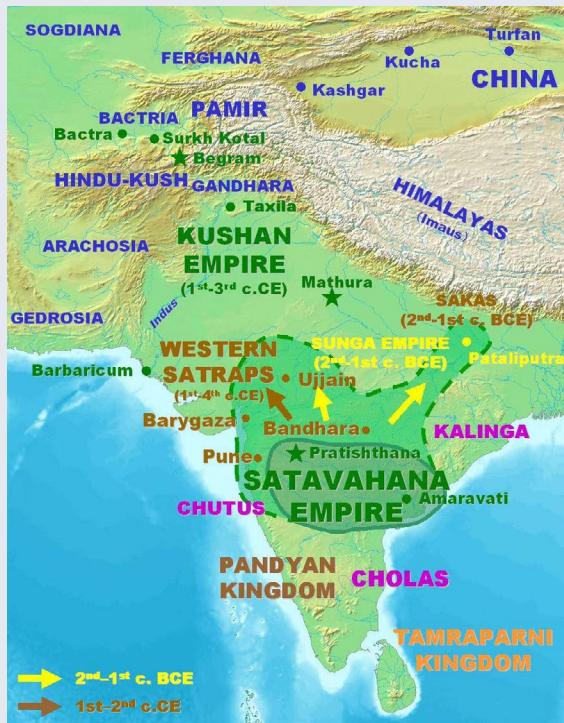 SOGDIANA
Turfan
FERGHANA
Kucha
CHINA
Kashgar
PAMIR
BACTRIA
Bactra
Surkh Kotal
Begram
HINDU-KUSH
GANDHARA
Taxila
HIMALAYAS
(Imaus)
ARACHOSIA
KUSHAN
EMPIRE
(1st-3rd c.CE)
Mathura
SAKAS
(2nd-1st c. BCE)
GEDROSIA
Indus
SUNGA EMPIRE
(2nd-1st c. BCE)
Pataliputra
WESTERN
SATRAPS
(1st-4th c.CE)
Barbaricum
Ujjain
Barygaza
Bandhara
KALINGA
Pune
Pratishthana
SATAVAHANA
EMPIRE
Amaravati
CHUTUS
PANDYAN
KINGDOM
CHOLAS
TAMRAPARNI
KINGDOM
2nd-1st c. BCE
1st-2nd c.CE